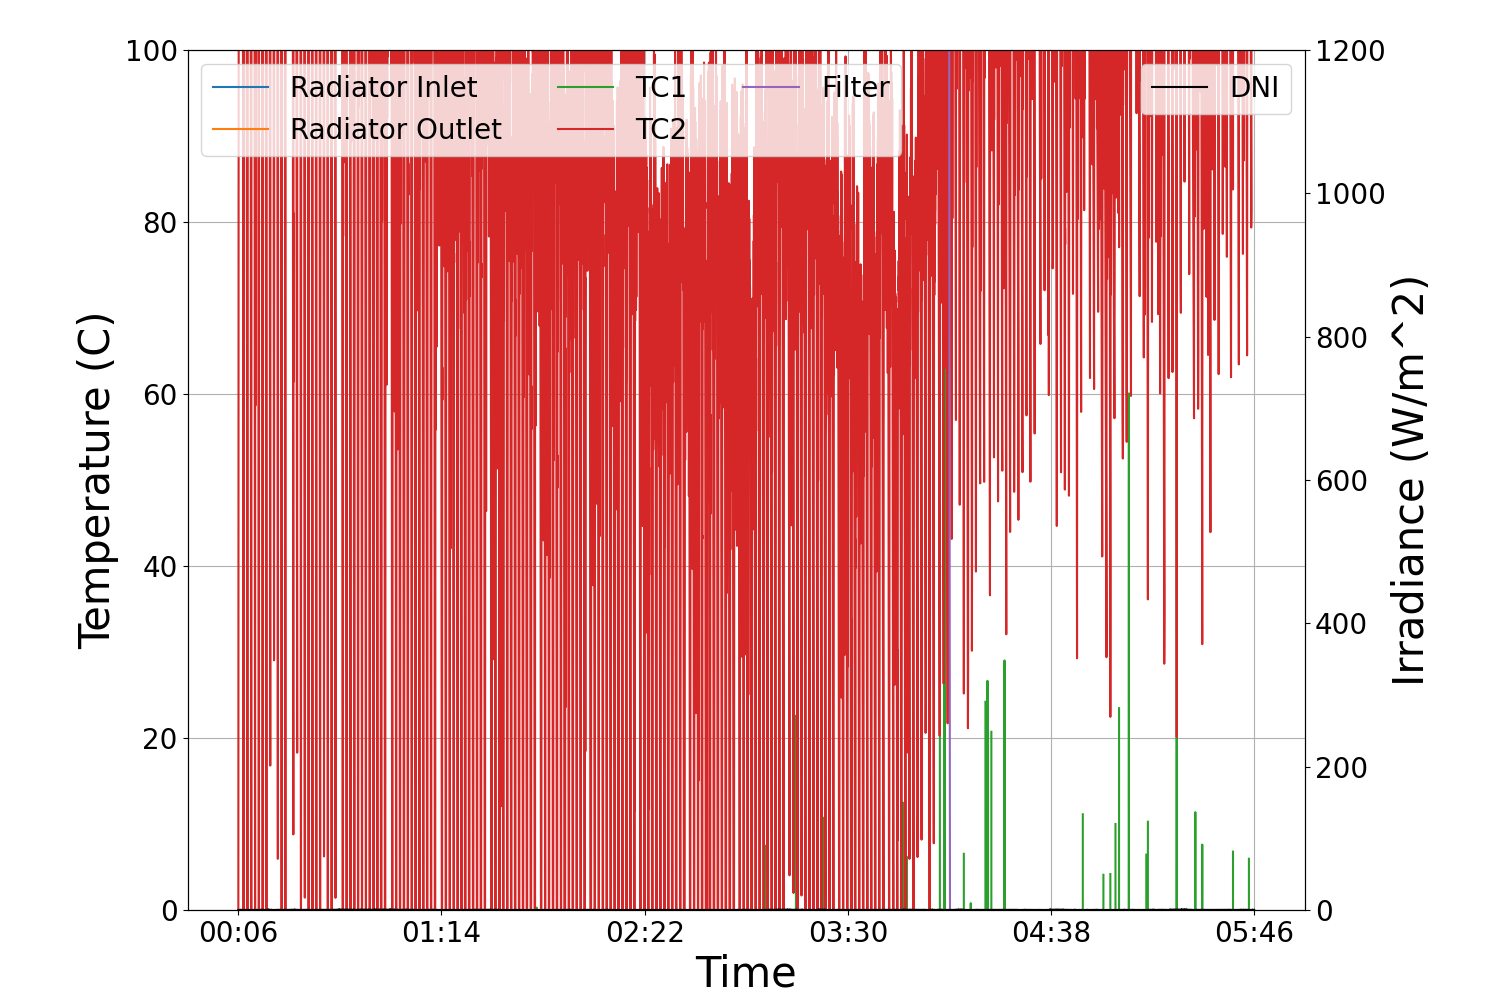 100
80
60
40
20
0
Temperature (C)
Radiator Inlet
Radiator Outlet
TC1
TC2
Filter
DNI
1200
1000
800
600
400
200
0
Irradiance (W/m^2)
00:06 01:14 02:22 03:30 04:38 05:46
Time